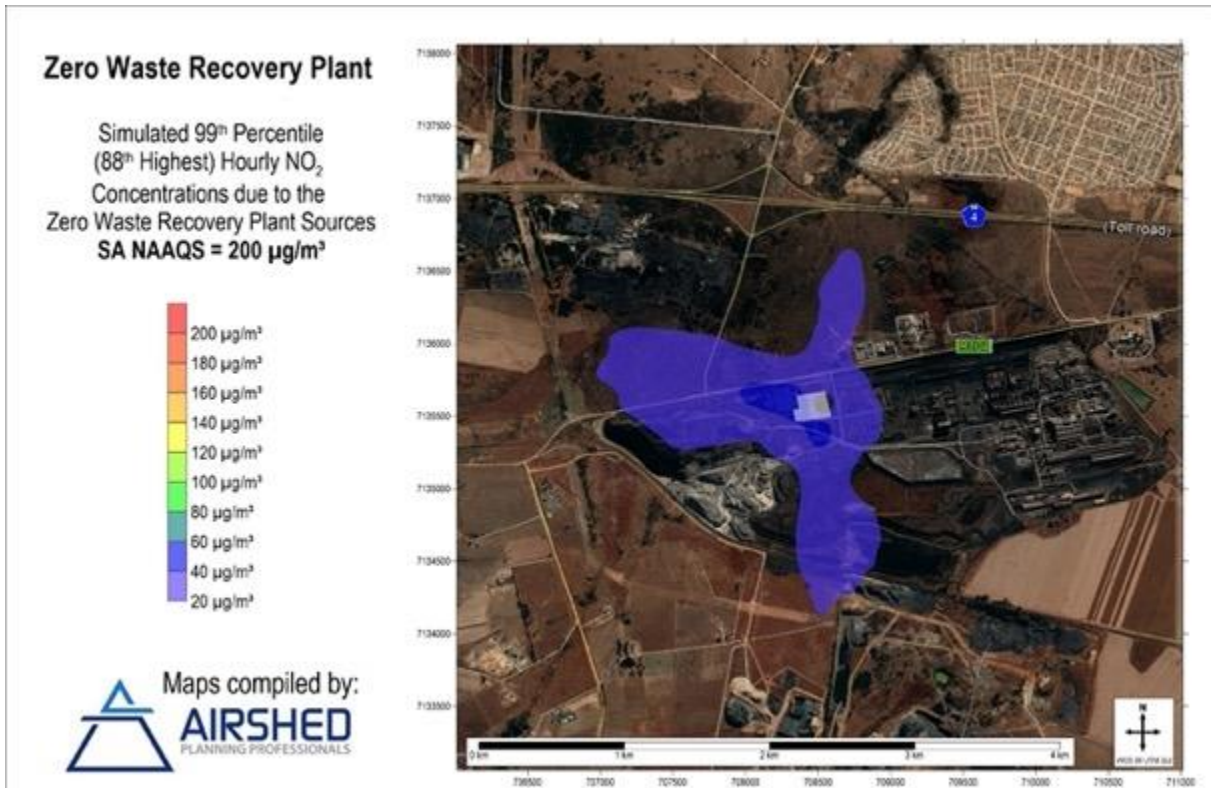 Zero Waste Recovery Plant
Simulated 99th Percentile
(88th Highest) Hourly NO2
Concentrations due to the
Zero Waste Recovery Plant Sources
SA NAAQS = 200 µg/m³
200 µg/m³
180 µg/m³
160 µg/m³
140 µg/m³
120 µg/m³
100 µg/m³
80 µg/m³
60 µg/m³
40 µg/m³
20 µg/m³
Maps compiled by:
AIRSHED
PLANNING PROFESSIONALS
7138000
7137500
7137000
7136500
7136000
7135500
7135000
7134500
7134000
7133500
4
(Toll road)
0 km
1 km
2 km
3 km
4 km
N
706500
707000
707500
708000
708500
709000
709500
710000
710500
711000